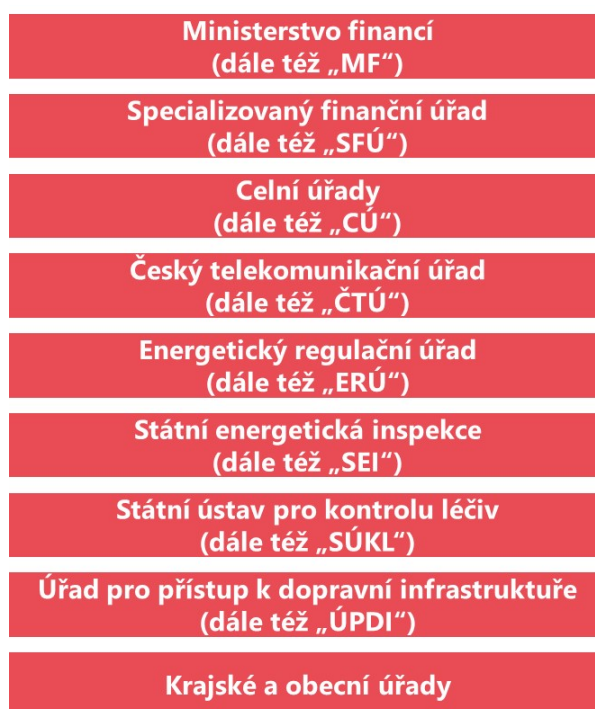 Ministerstvo financí
(dále též „MF“)
Specializovaný finanční úřad
(dále též „SFÚ“)
Celní úřady
(dále též „CÚ“)
Český telekomunikační úřad
(dále též „ČTÚ“)
Energetický regulační úřad
(dále též „ERÚ“)
Státní energetická inspekce
(dále též „SEI“)
Státní ústav pro kontrolu léčiv
(dále též „SÚKL“)
Úřad pro přístup k dopravní infrastruktuře
(dále též „ÚPDI“)
Krajské a obecní úřady